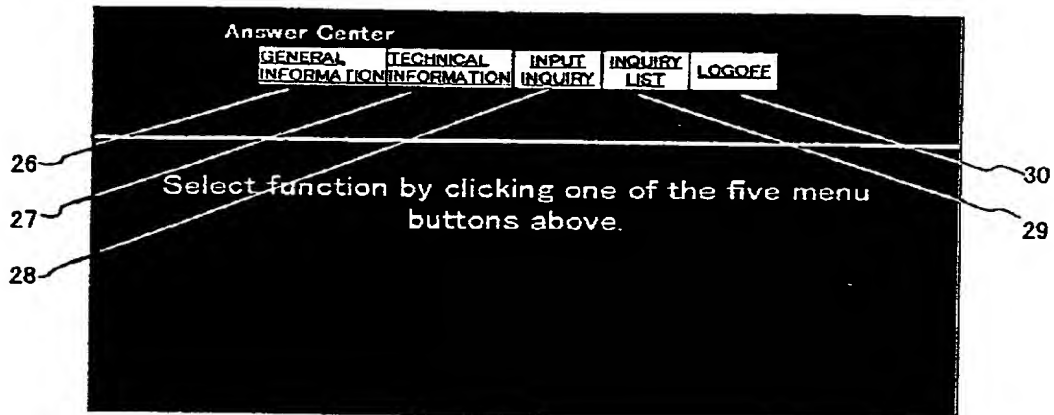 Answer Center
GENERAL INFORMATION
TECHNICAL INFORMATION
INPUT INQUIRY
INQUIRY LIST
LOGOFF
Select function by clicking one of the five menu
buttons above.
26
27
28
30
29